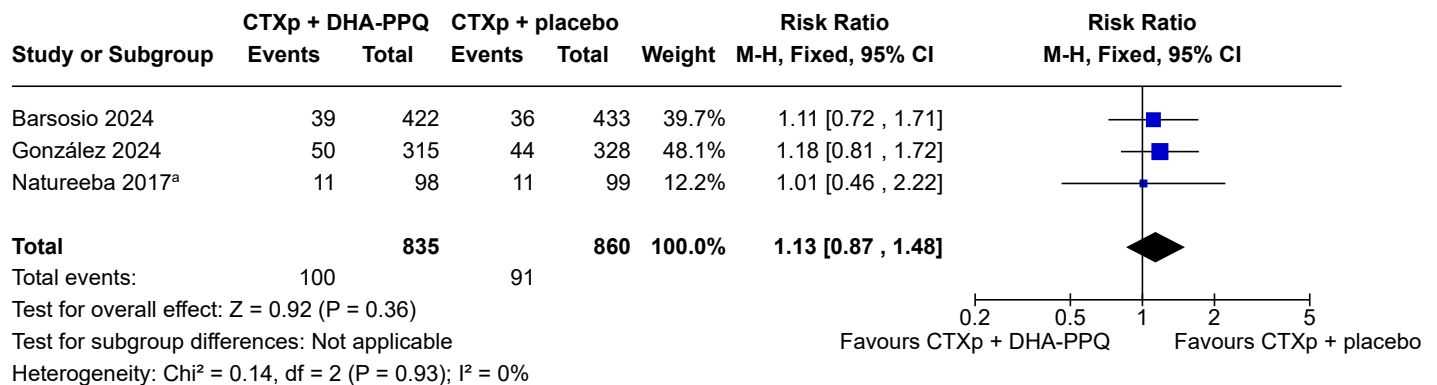 CTXp + DHA-PPQ CTXp + placebo Risk Ratio Risk Ratio
Study or Subgroup Events Total Events Total Weight M-H, Fixed, 95% CI M-H, Fixed, 95% CI
Barsosio 2024 39 422 36 433 39.7% 1.11 [0.72 , 1.71]
González 2024 50 315 44 328 48.1% 1.18 [0.81 , 1.72]
Natureeba 2017ᵃ 11 98 11 99 12.2% 1.01 [0.46 , 2.22]
Total 835 860 100.0% 1.13 [0.87 , 1.48]
Total events: 100 91
Test for overall effect: Z = 0.92 (P = 0.36)
0.2 0.5 1 2 5
Test for subgroup differences: Not applicable Favours CTXp + DHA-PPQ Favours CTXp + placebo
Heterogeneity: Chi² = 0.14, df = 2 (P = 0.93); I² = 0%